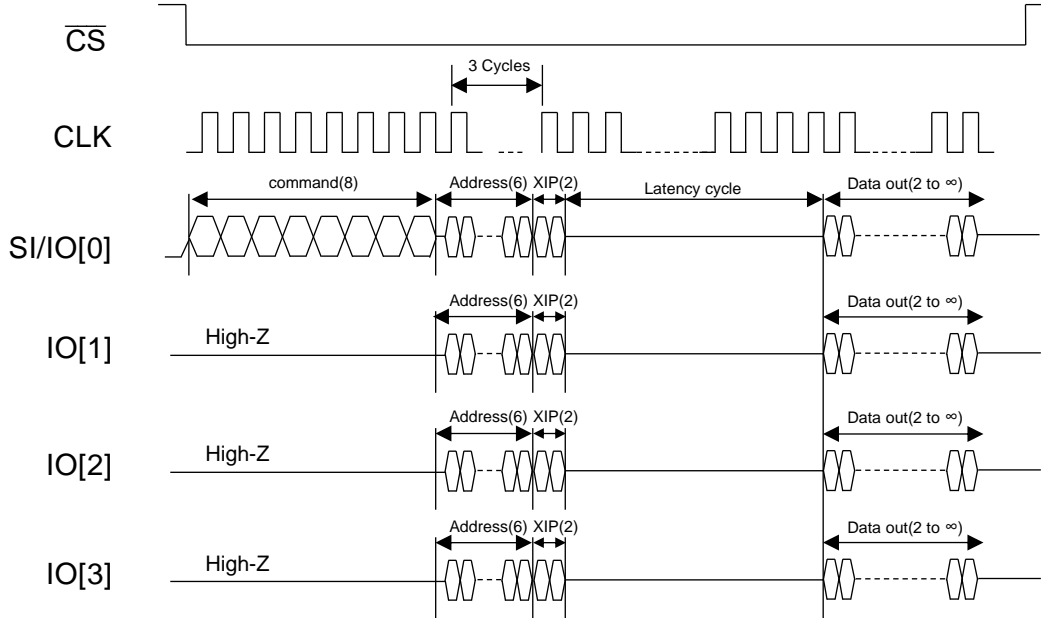 CS
3 Cycles
CLK
command(8) Address(6) XIP(2) Latency cycle Data out(2 to ∞)
SI/IO[0]
Address(6) XIP(2) Data out(2 to ∞)
IO[1] High-Z
Address(6) XIP(2) Data out(2 to ∞)
IO[2] High-Z
Address(6) XIP(2) Data out(2 to ∞)
IO[3] High-Z